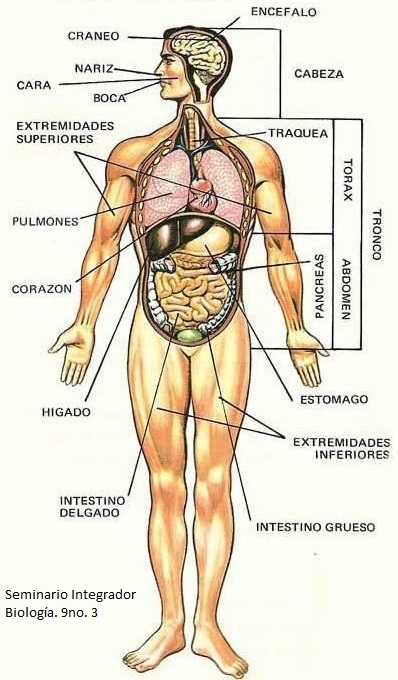 ENCEFALO
CRANEO
NARIZ
CARA
BOCA
CABEZA
EXTREMIDADES
SUPERIORES
TRAQUEA
TORAX
TRONCO
PULMONES
CORAZON
PANCREAS
ABDOMEN
HIGADO
ESTOMAGO
EXTREMIDADES
INFERIORES
INTESTINO
DELGADO
INTESTINO GRUESO
Seminario Integrador
Biología. 9no. 3